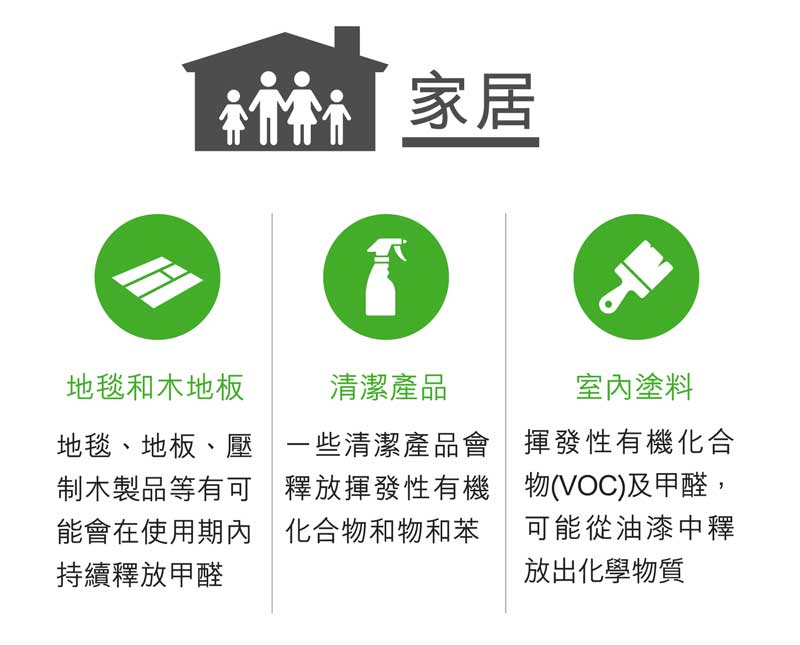 家居
地毯和木地板
地毯、地板、壓
制木製品等有可
能會在使用期內
持續釋放甲醛
清潔產品
一些清潔產品會
釋放揮發性有機
化合物和物和苯
室內塗料
揮發性有機化合
物(VOC)及甲醛，
可能從油漆中釋
放出化學物質